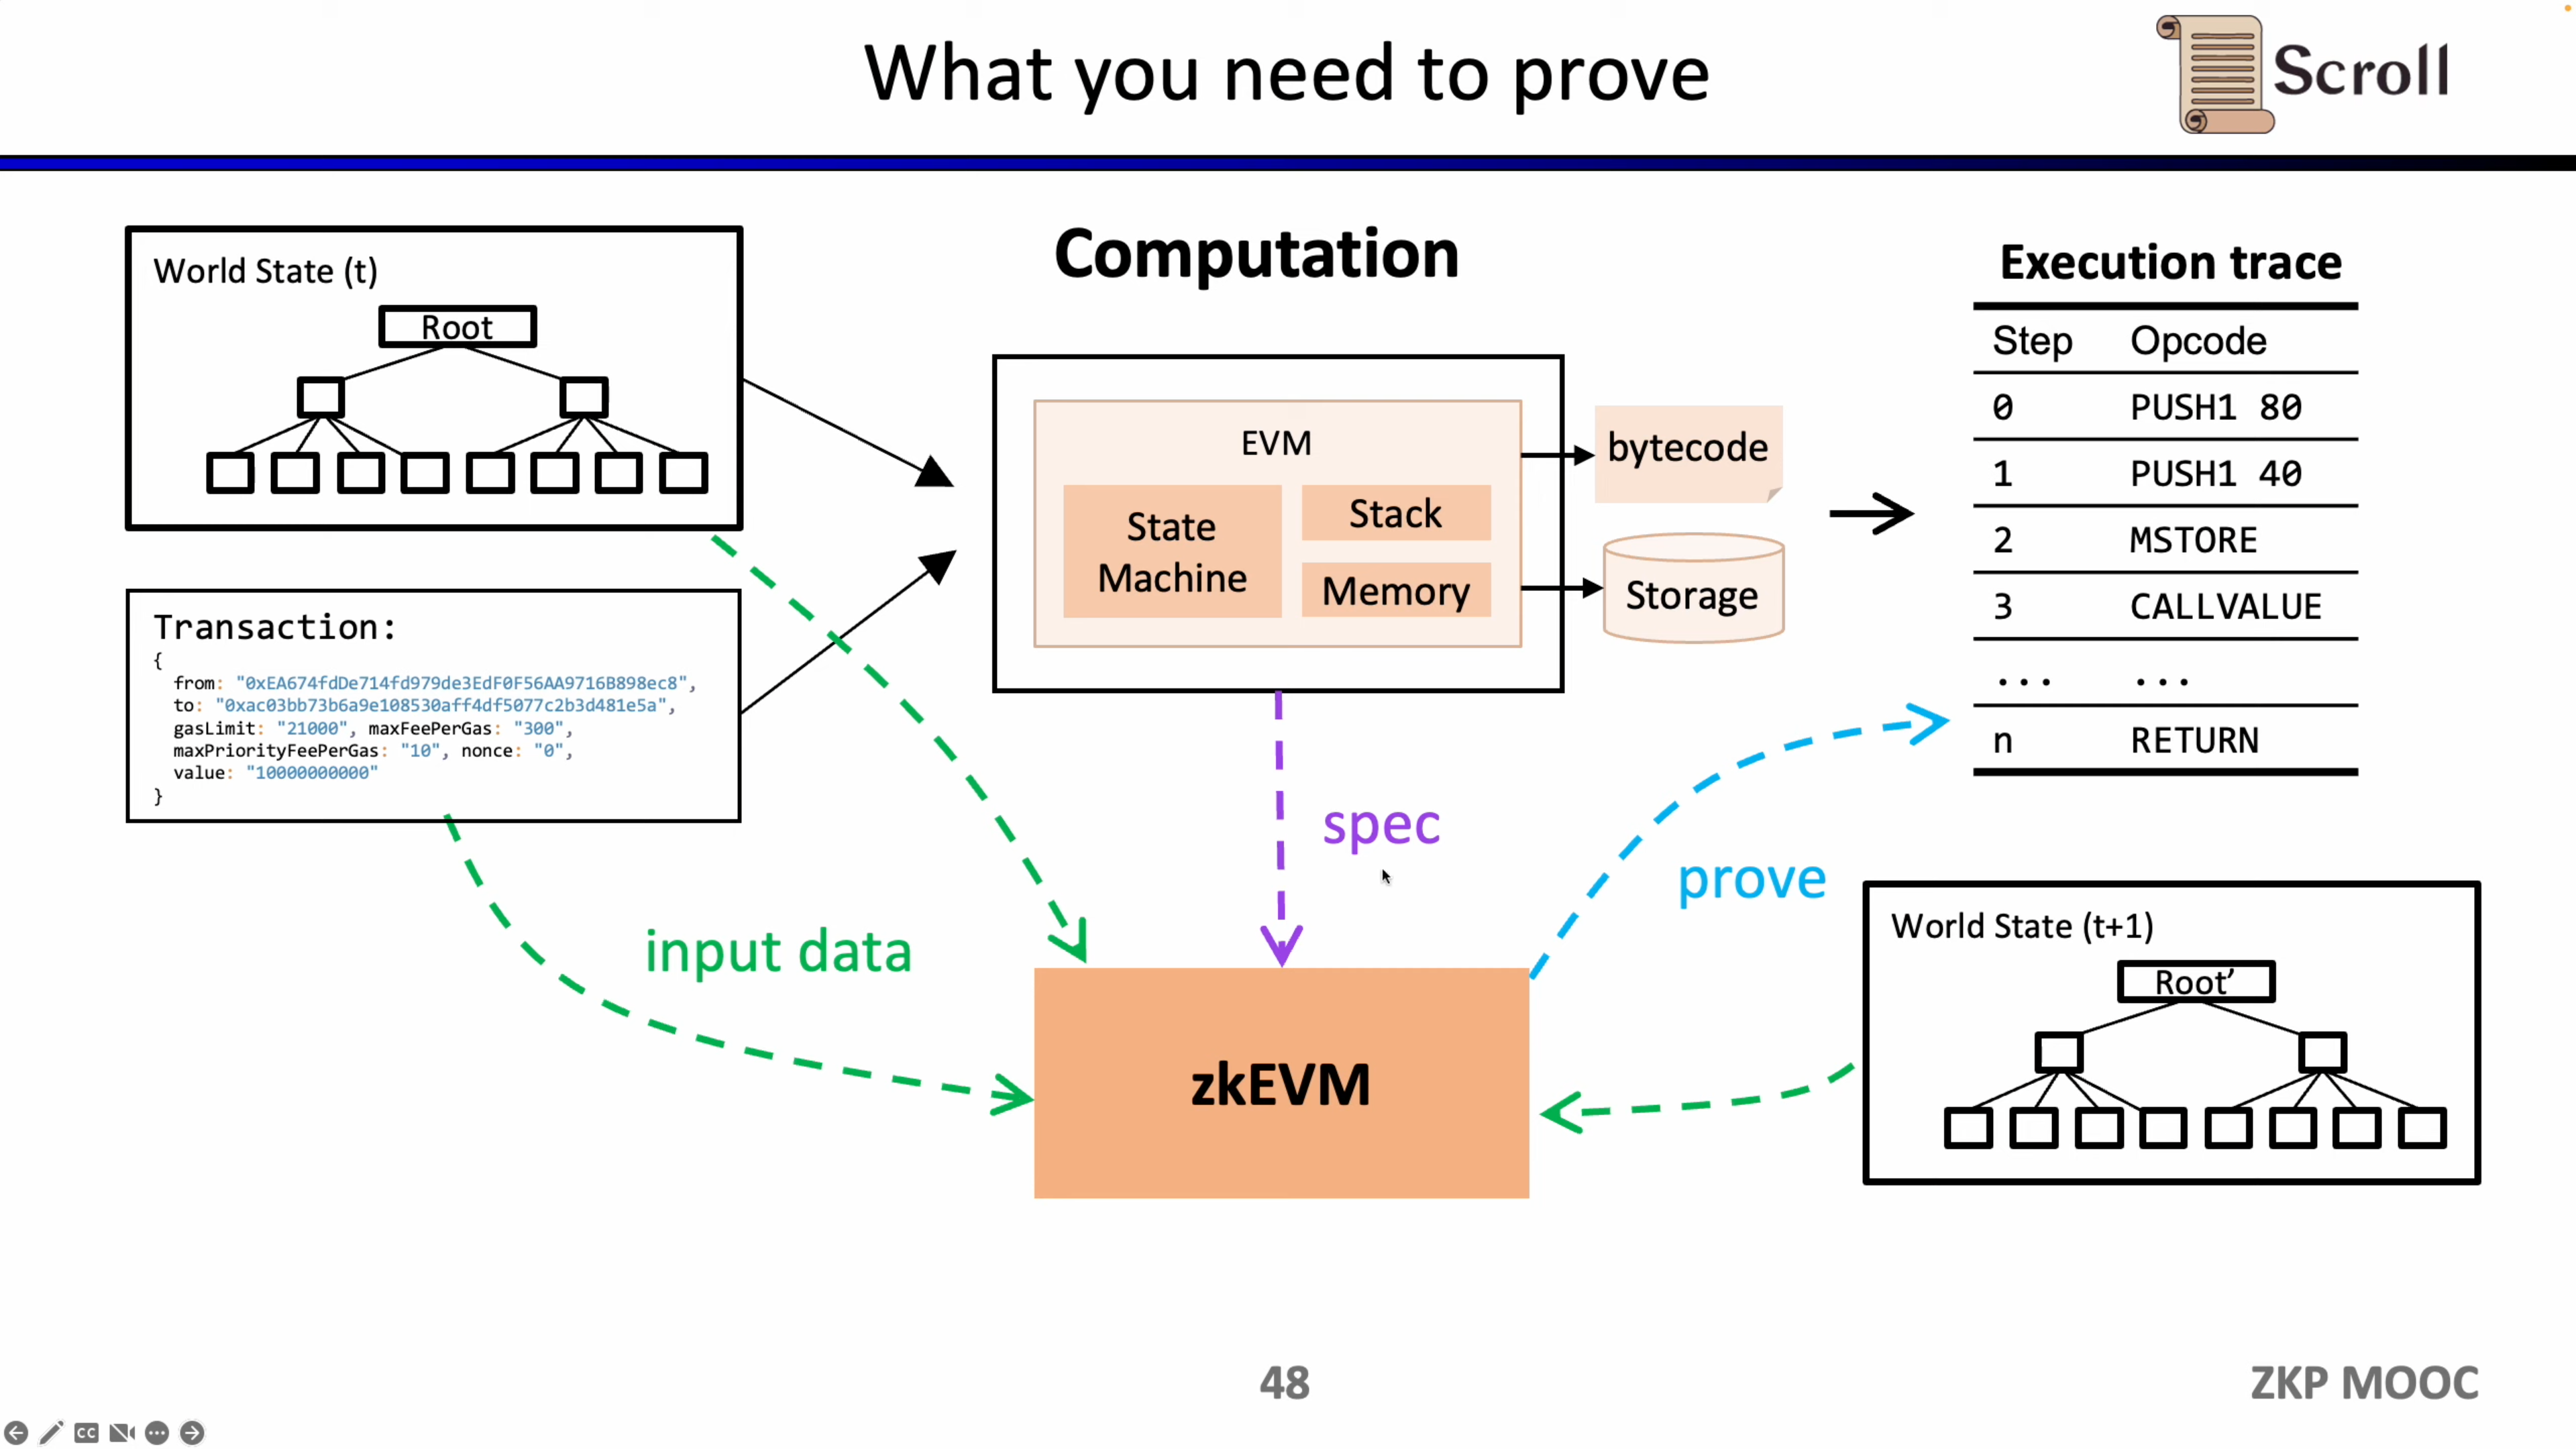 What you need to prove
Scroll
World State (t)
Root
Transaction:
{
from: "0xEA674fdDe714fd979de3EdF0F56AA9716B898ec8",
to: "0xac03bb73b6a9e108530aff4df5077c2b3d481e5a",
gasLimit: "21000", maxFeePerGas: "300",
maxPriorityFeePerGas: "10", nonce: "0",
value: "10000000000"
}
Computation
EVM
State
Machine
Stack
Memory
bytecode
Storage
Execution trace
Step Opcode
0 PUSH1 80
1 PUSH1 40
2 MSTORE
3 CALLVALUE
... ...
n RETURN
input data
spec
prove
zkEVM
World State (t+1)
Root’
48
ZKP MOOC
CC